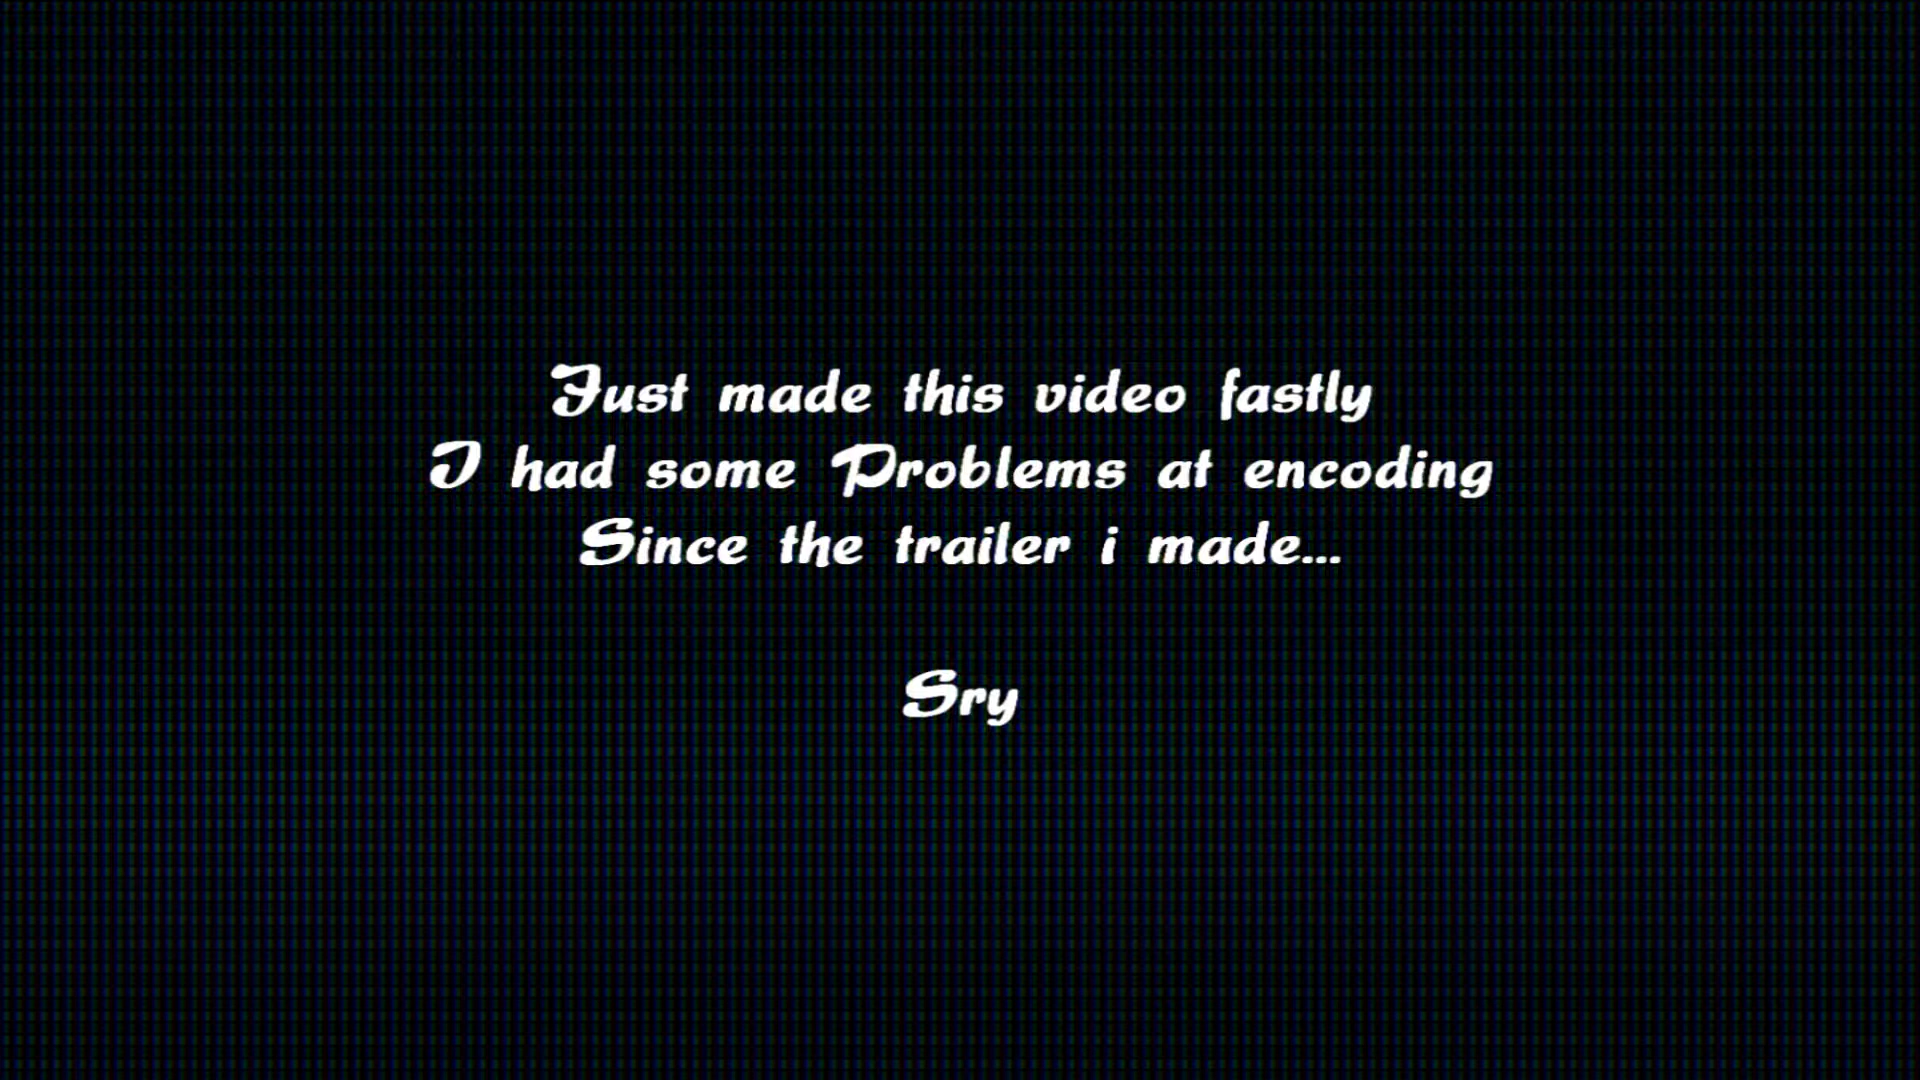 Just made this video fastly
I had some Problems at encoding
Since the trailer i made...
Sry